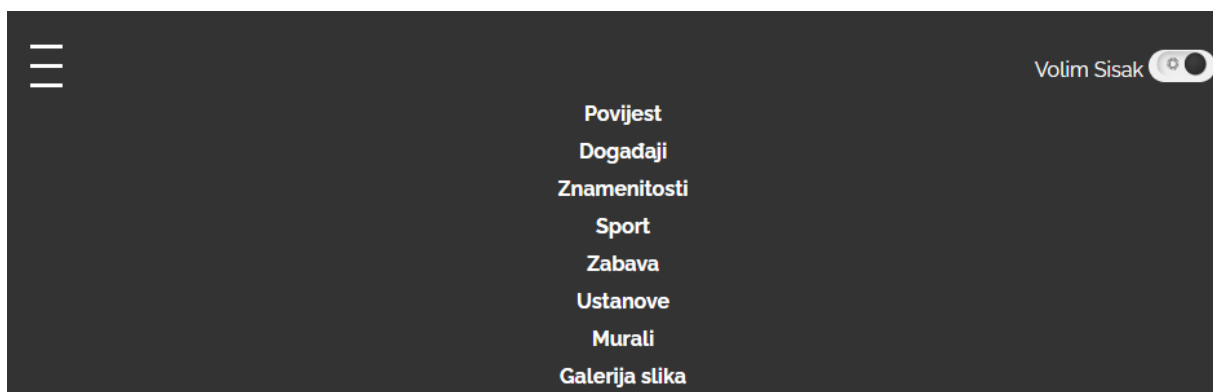 Volim Sisak
Povijest
Događaji
Znamenitosti
Sport
Zabava
Ustanove
Murali
Galerija slika